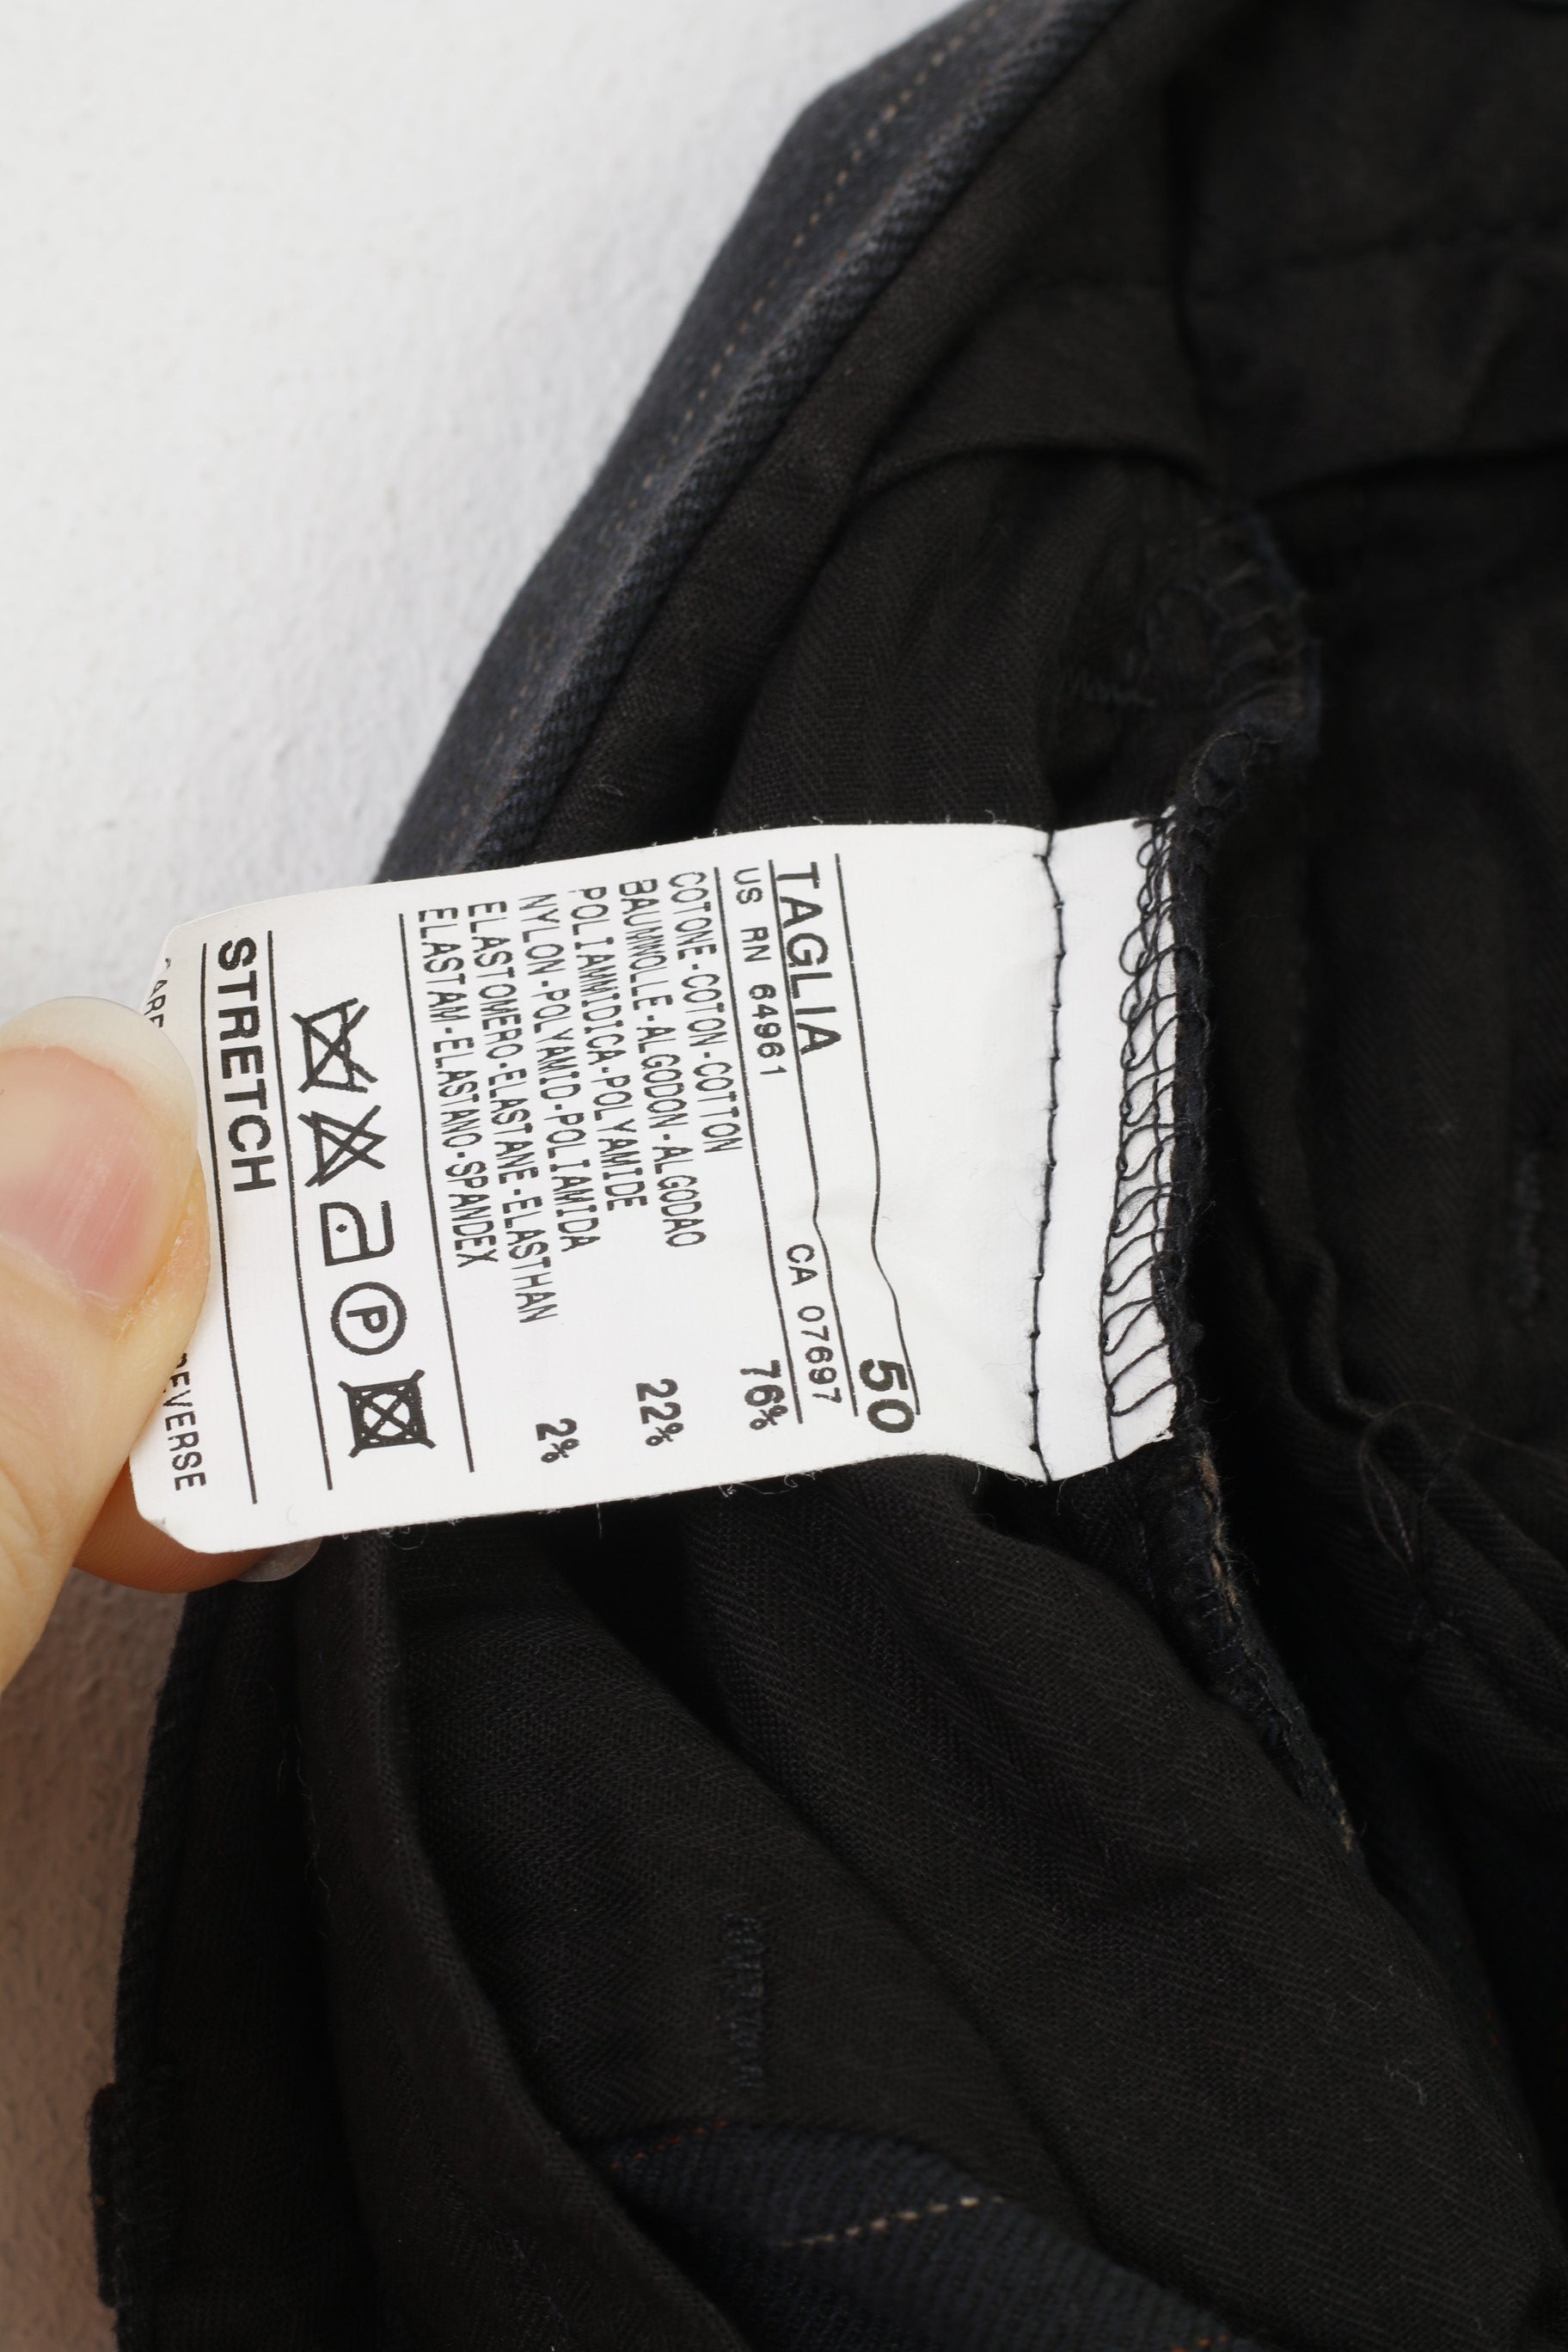 TAGLIA 50
US RN 64961 CA 07697
COTONE-COTON-COTTON 76%
BAUMWOLLE-ALGODON-ALGODAO
POLIAMMIDICA-POLYAMIDE 22%
NYLON-POLYAMID-POLIAMIDA
ELASTOMERO-ELASTANE-ELASTHAN 2%
ELASTAM-ELASTANO-SPANDEX
P
STRETCH